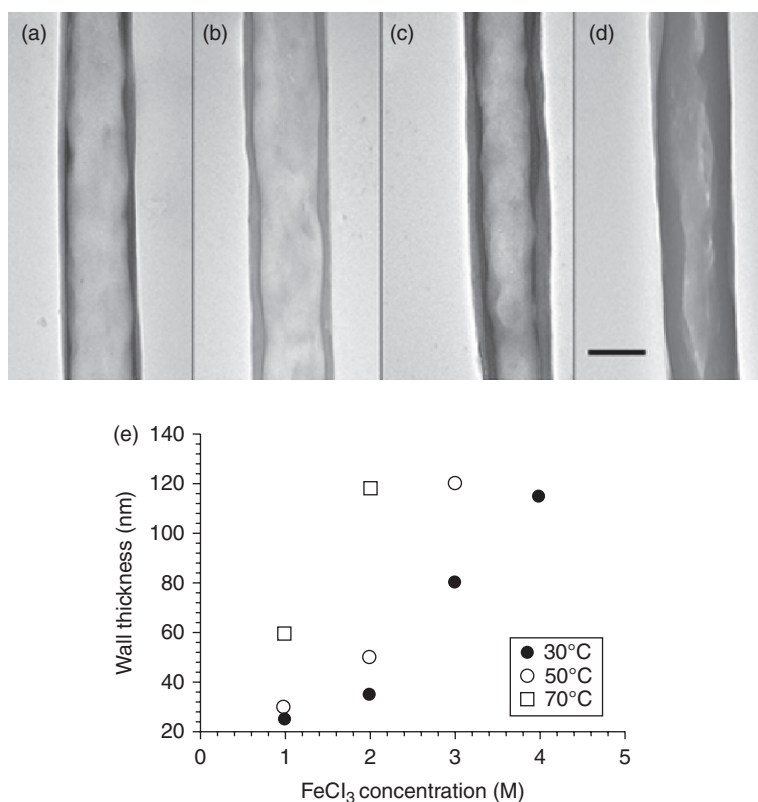 (a) (b) (c) (d)
(e)
140
120
100
80
60
40
20
Wall thickness (nm)
30°C
50°C
70°C
0 1 2 3 4 5
FeCl₃ concentration (M)